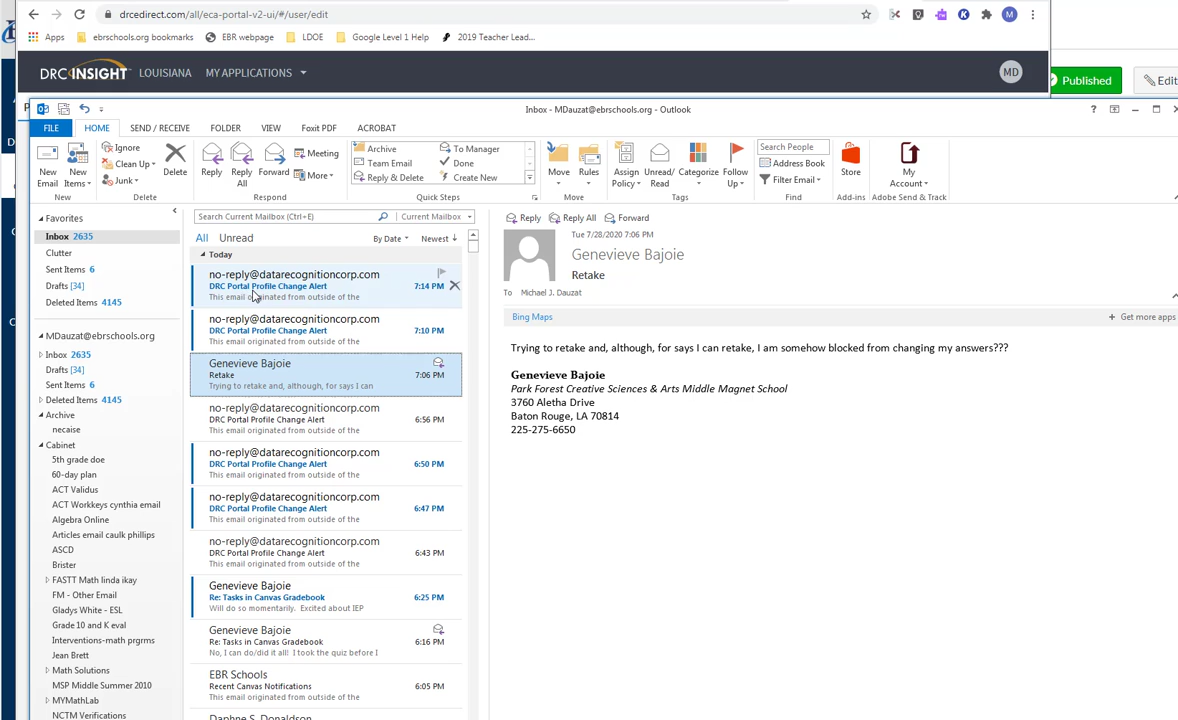 drcedirect.com/all/eca-portal-v2-ui/#/user/edit
Apps ebrschools.org bookmarks EBR webpage LDOE Google Level 1 Help 2019 Teacher Lead...
DRC INSIGHT LOUISIANA MY APPLICATIONS MD
Published Edit
Inbox - MDauzat@ebrschools.org - Outlook
FILE HOME SEND / RECEIVE FOLDER VIEW Foxit PDF ACROBAT
New Email
New Items
New
Ignore
Clean Up
Junk
Delete
Delete
Reply
Reply All
Forward
Meeting
More
Respond
Archive
Team Email
Reply & Delete
To Manager
Done
Create New
Quick Steps
Move
Rules
Move
Assign Policy
Unread/ Read
Categorize
Follow Up
Tags
Search People
Address Book
Filter Email
Find
Store
Add-ins
My Account
Adobe Send & Track
Favorites
Inbox 2635
Clutter
Sent Items 6
Drafts [34]
Deleted Items 4145
MDauzat@ebrschools.org
Inbox 2635
Drafts [34]
Sent Items 6
Deleted Items 4145
Archive
necaise
Cabinet
5th grade doe
60-day plan
ACT Validus
ACT Workkeys cynthia email
Algebra Online
Articles email caulk phillips
ASCD
Brister
FASTT Math linda ikay
FM - Other Email
Gladys White - ESL
Grade 10 and K eval
Interventions-math prgrms
Jean Brett
Math Solutions
MSP Middle Summer 2010
MYMathLab
NCTM Verifications
Search Current Mailbox (Ctrl+E) Current Mailbox
All Unread By Date Newest
Today
no-reply@datarecognitioncorp.com
DRC Portal Profile Change Alert 7:14 PM
This email originated from outside of the
no-reply@datarecognitioncorp.com
DRC Portal Profile Change Alert 7:10 PM
This email originated from outside of the
Genevieve Bajoie
Retake 7:06 PM
Trying to retake and, although, for says I can
no-reply@datarecognitioncorp.com
DRC Portal Profile Change Alert 6:56 PM
This email originated from outside of the
no-reply@datarecognitioncorp.com
DRC Portal Profile Change Alert 6:50 PM
This email originated from outside of the
no-reply@datarecognitioncorp.com
DRC Portal Profile Change Alert 6:47 PM
This email originated from outside of the
no-reply@datarecognitioncorp.com
DRC Portal Profile Change Alert 6:43 PM
This email originated from outside of the
Genevieve Bajoie
Re: Tasks in Canvas Gradebook 6:25 PM
Will do so momentarily. Excited about IEP
Genevieve Bajoie
Re: Tasks in Canvas Gradebook 6:16 PM
No, I can do/did it all! I took the quiz before I
EBR Schools
Recent Canvas Notifications 6:05 PM
This email originated from outside of the
Daphne S. Donaldson
Reply Reply All Forward
Tue 7/28/2020 7:06 PM
Genevieve Bajoie
Retake
To Michael J. Dauzat
Bing Maps + Get more apps
Trying to retake and, although, for says I can retake, I am somehow blocked from changing my answers???
Genevieve Bajoie
Park Forest Creative Sciences & Arts Middle Magnet School
3760 Aletha Drive
Baton Rouge, LA 70814
225-275-6650